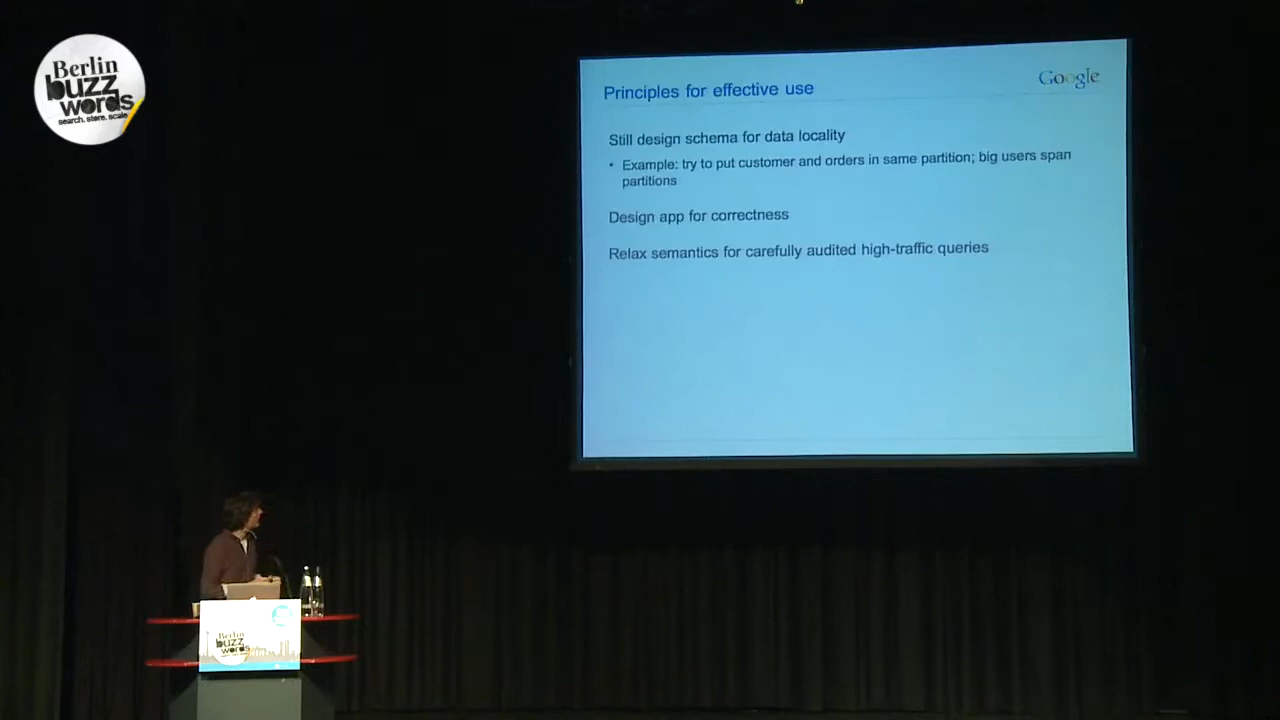 Berlin
buzz
words
search. store. scale
Google
Principles for effective use
Still design schema for data locality
• Example: try to put customer and orders in same partition; big users span
partitions
Design app for correctness
Relax semantics for carefully audited high-traffic queries
Berlin
buzz
words